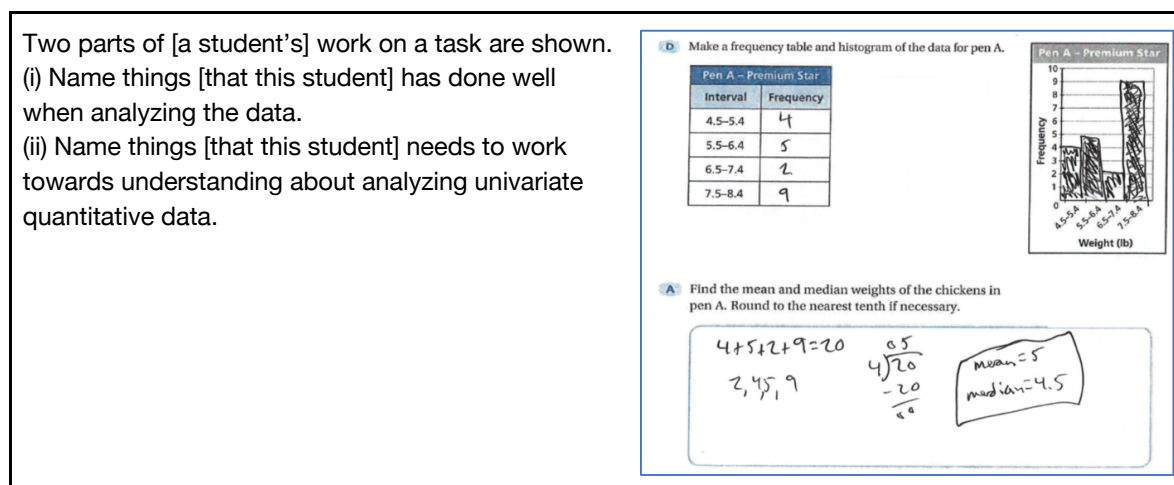 Two parts of [a student's] work on a task are shown.
(i) Name things [that this student] has done well
when analyzing the data.
(ii) Name things [that this student] needs to work
towards understanding about analyzing univariate
quantitative data.
D Make a frequency table and histogram of the data for pen A.
Pen A – Premium Star
Interval Frequency
4.5–5.4 4
5.5–6.4 5
6.5–7.4 2
7.5–8.4 9
Pen A – Premium Star
Frequency
10
9
8
7
6
5
4
3
2
1
0
4.5–5.4 5.5–6.4 6.5–7.4 7.5–8.4
Weight (lb)
A Find the mean and median weights of the chickens in
pen A. Round to the nearest tenth if necessary.
4+5+2+9=20
2,45,9
05
4)20
-20
00
mean=5
median=4.5